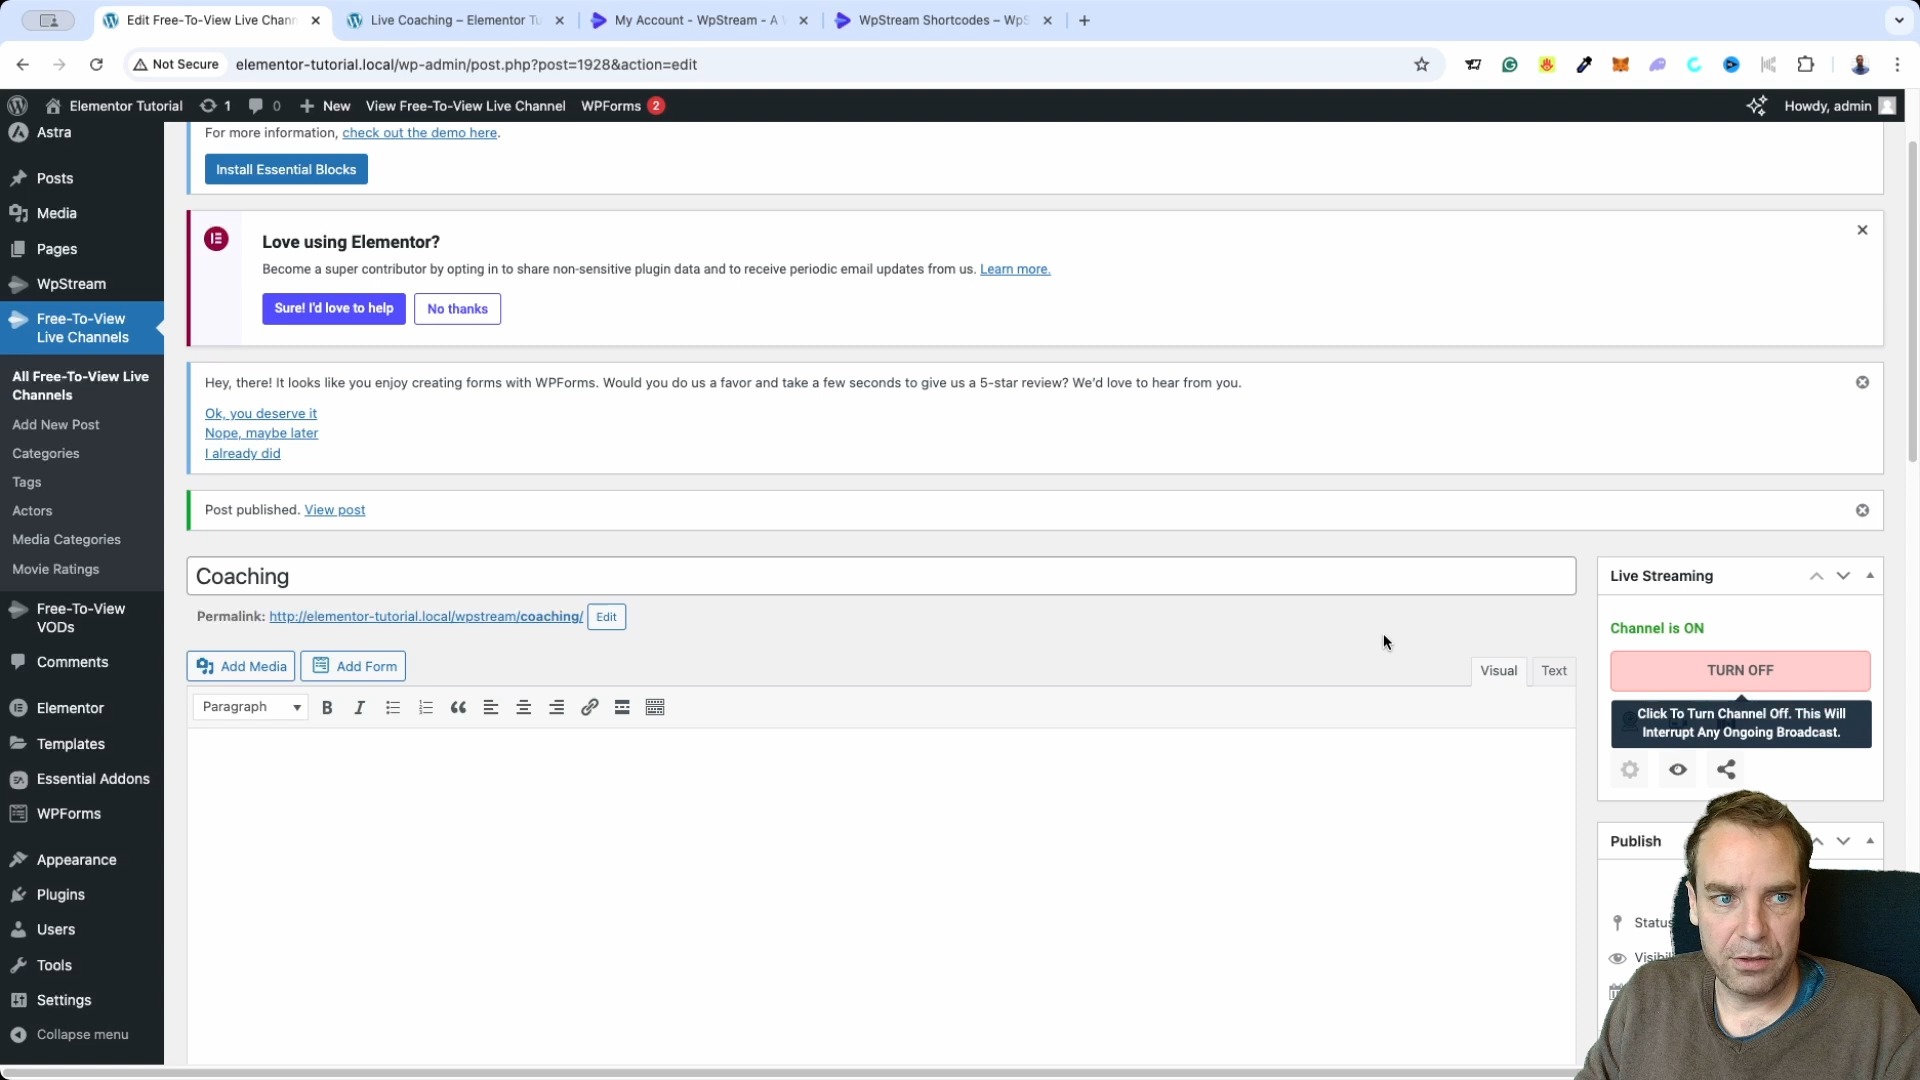 Edit Free-To-View Live Chann
Live Coaching – Elementor Tu
My Account - WpStream - A W
WpStream Shortcodes – WpS
Not Secure
elementor-tutorial.local/wp-admin/post.php?post=1928&action=edit
Elementor Tutorial
1
0
New
View Free-To-View Live Channel
WPForms
2
Howdy, admin
Astra
Posts
Media
Pages
WpStream
Free-To-View
Live Channels
All Free-To-View Live
Channels
Add New Post
Categories
Tags
Actors
Media Categories
Movie Ratings
Free-To-View
VODs
Comments
Elementor
Templates
Essential Addons
WPForms
Appearance
Plugins
Users
Tools
Settings
Collapse menu
For more information, check out the demo here.
Install Essential Blocks
Love using Elementor?
Become a super contributor by opting in to share non-sensitive plugin data and to receive periodic email updates from us. Learn more.
Sure! I'd love to help
No thanks
Hey, there! It looks like you enjoy creating forms with WPForms. Would you do us a favor and take a few seconds to give us a 5-star review? We'd love to hear from you.
Ok, you deserve it
Nope, maybe later
I already did
Post published. View post
Coaching
Permalink: http://elementor-tutorial.local/wpstream/coaching/
Edit
Add Media
Add Form
Visual
Text
Paragraph
Live Streaming
Channel is ON
TURN OFF
Click To Turn Channel Off. This Will
Interrupt Any Ongoing Broadcast.
Publish
Status